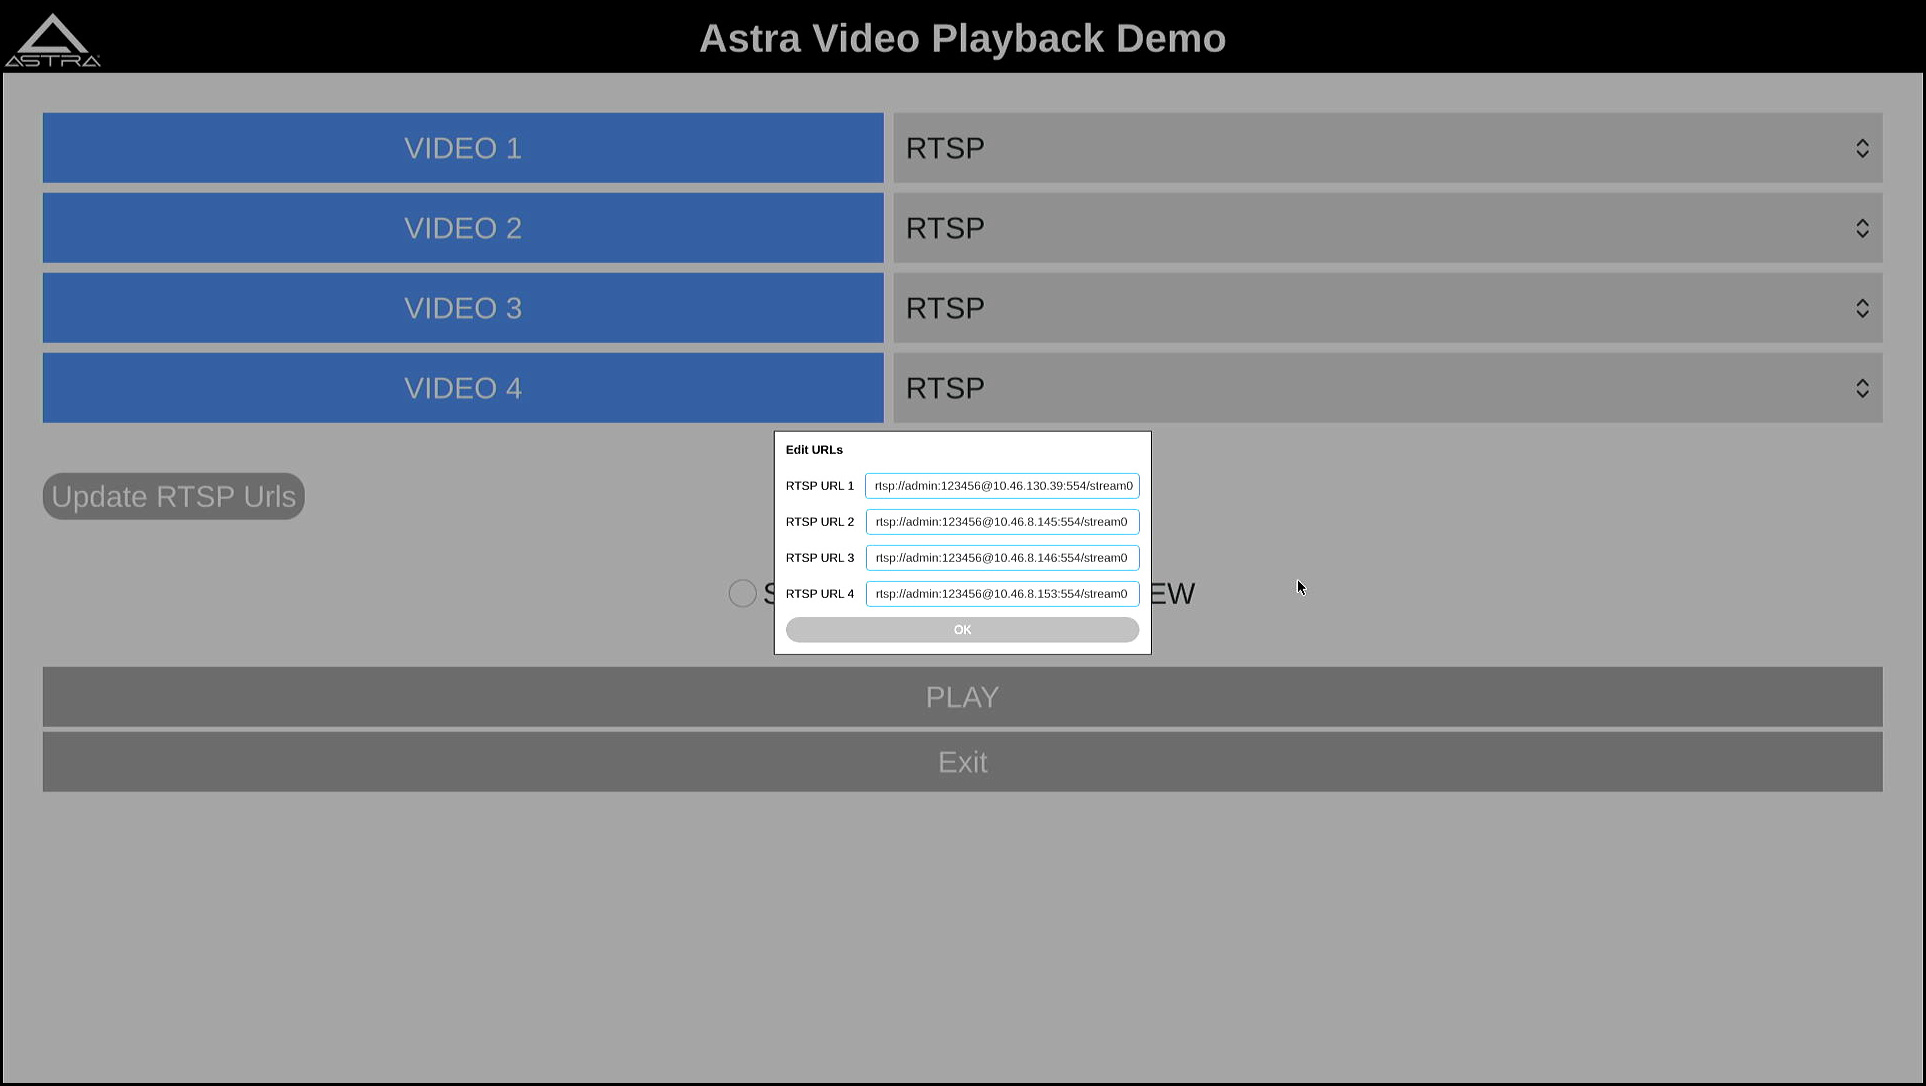 ASTRA
Astra Video Playback Demo
VIDEO 1
RTSP
VIDEO 2
RTSP
VIDEO 3
RTSP
VIDEO 4
RTSP
Update RTSP Urls
Edit URLs
RTSP URL 1
rtsp://admin:123456@10.46.130.39:554/stream0
RTSP URL 2
rtsp://admin:123456@10.46.8.145:554/stream0
RTSP URL 3
rtsp://admin:123456@10.46.8.146:554/stream0
RTSP URL 4
rtsp://admin:123456@10.46.8.153:554/stream0
OK
PLAY
Exit